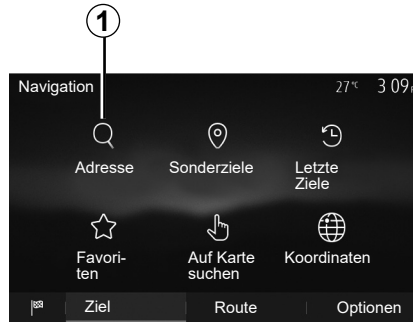 1
Navigation 27°C 3 09
Adresse Sonderziele Letzte
Ziele
Favori- Auf Karte Koordinaten
ten suchen
Ziel Route Optionen